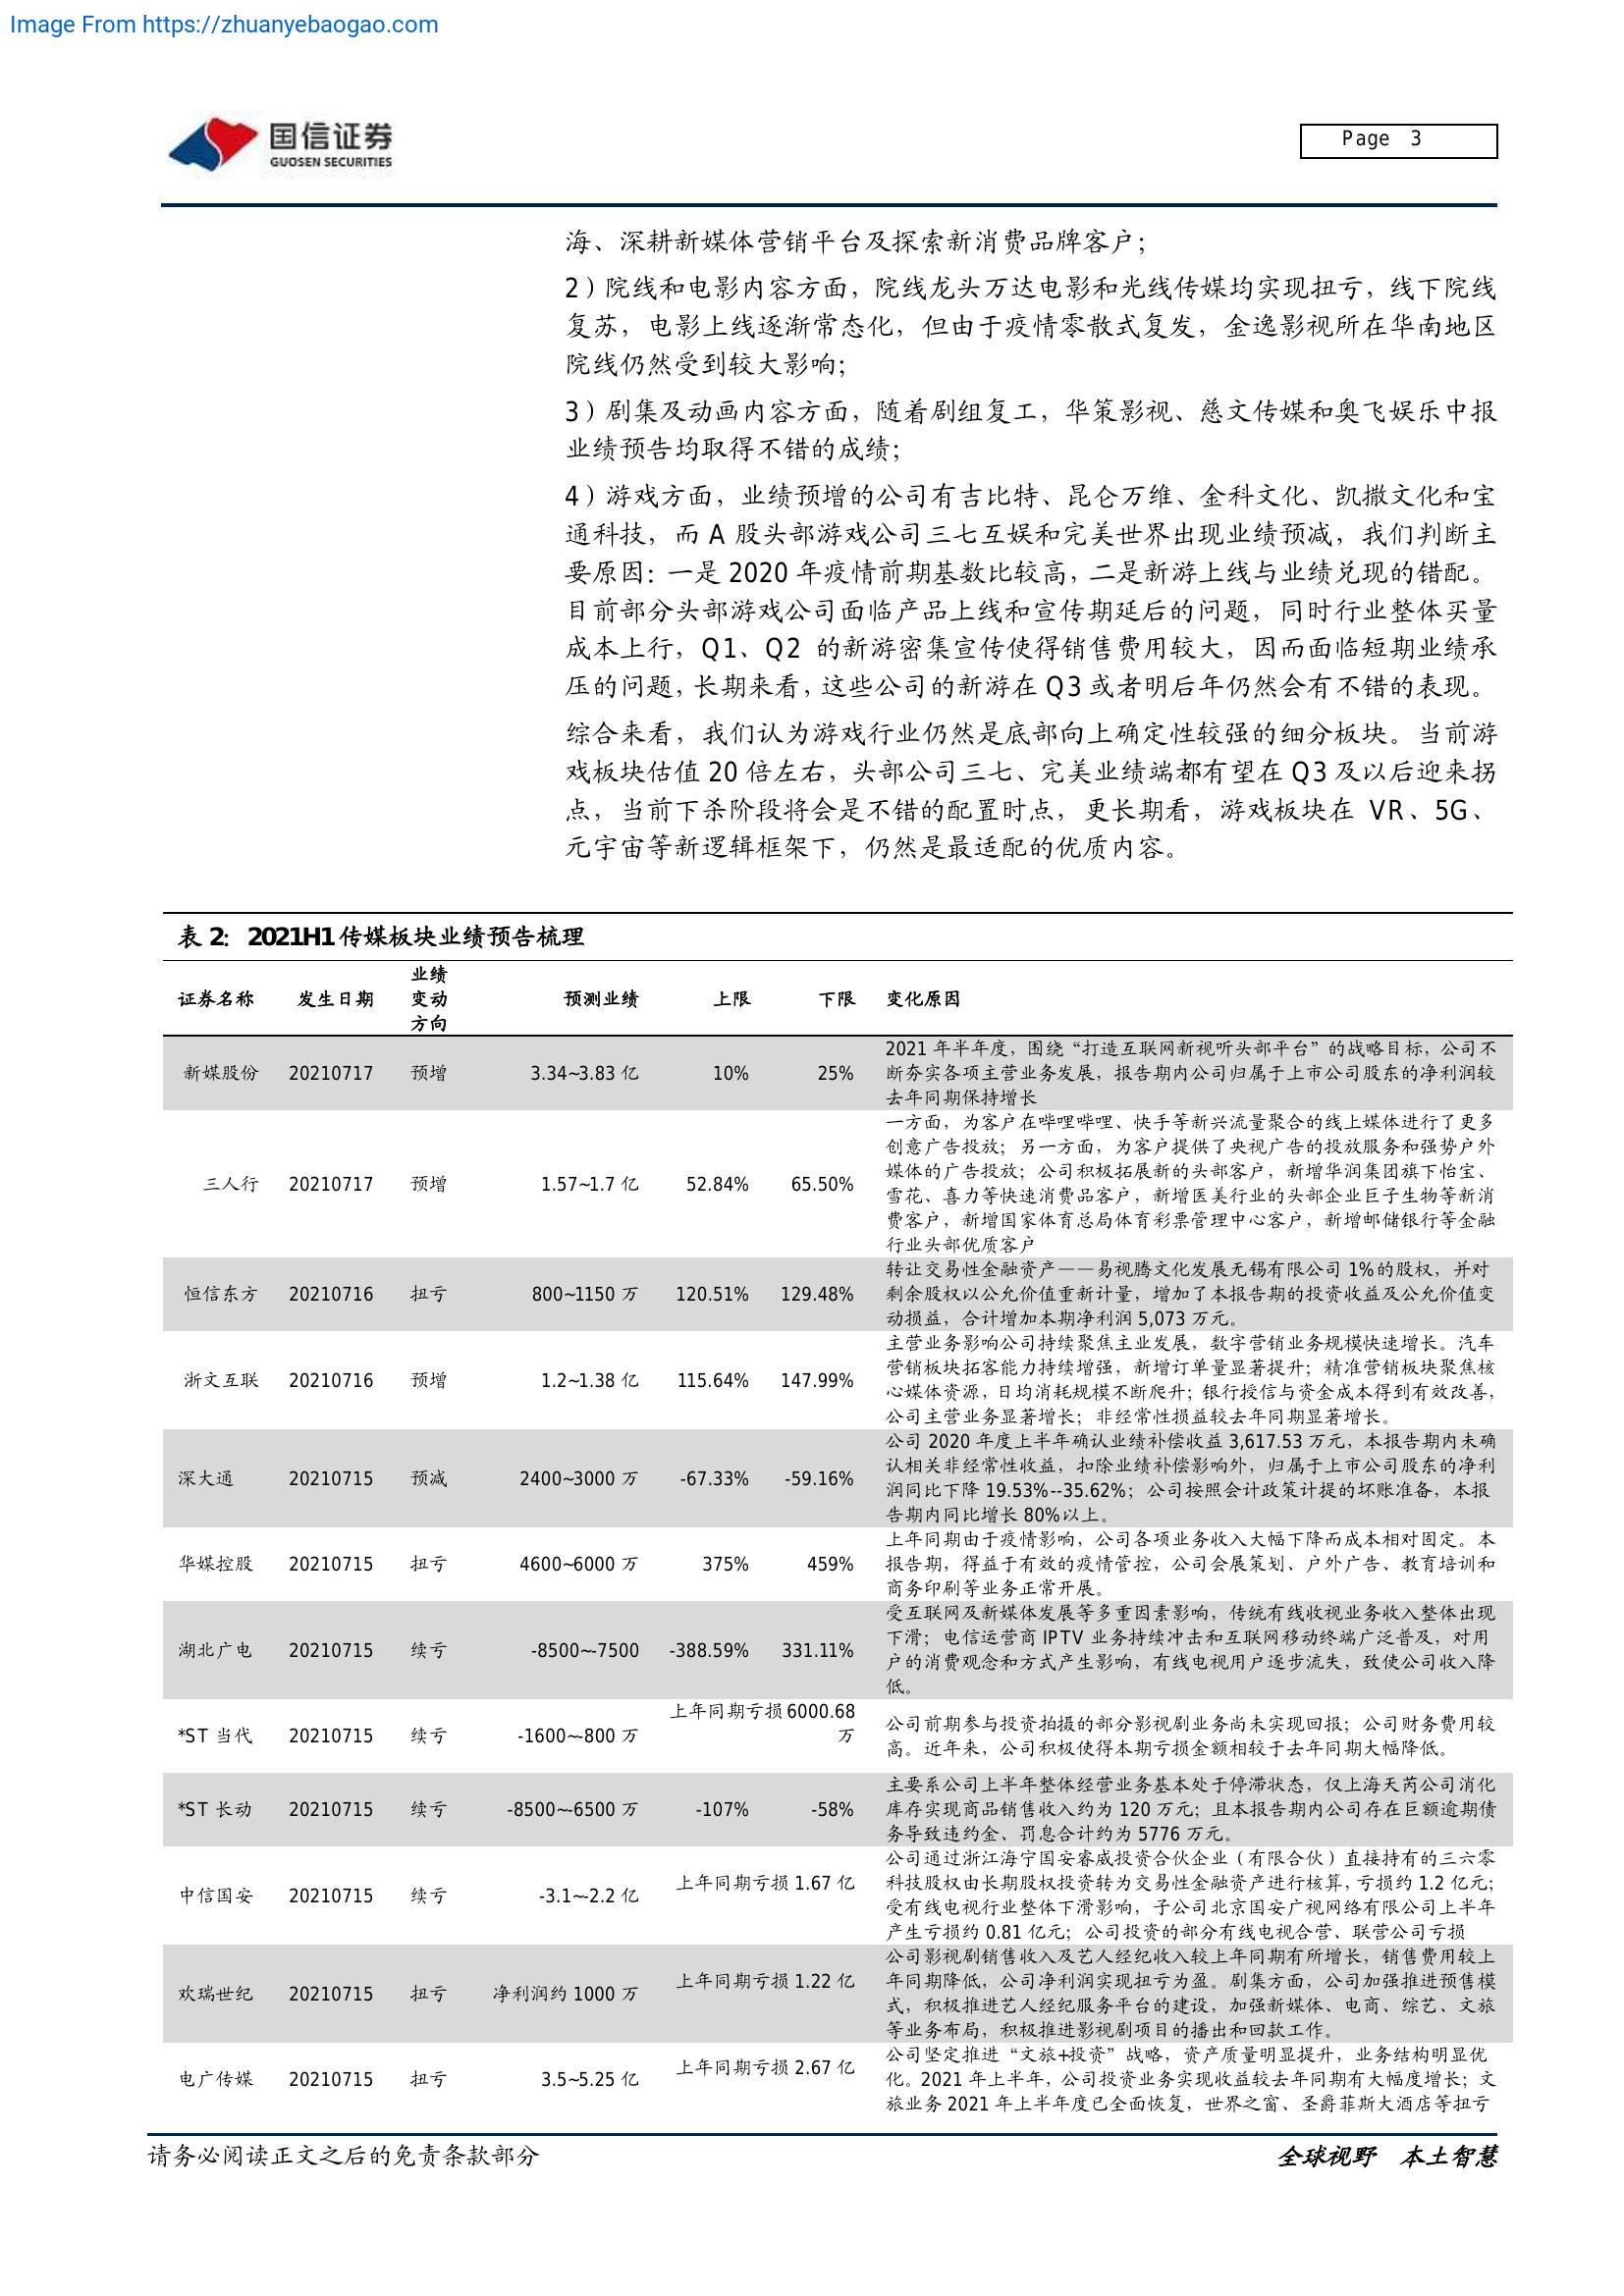 Image From https://zhuanyebaogao.com
国信证券
GUOSEN SECURITIES
Page 3
海、深耕新媒体营销平台及探索新消费品牌客户；
2）院线和电影内容方面，院线龙头万达电影和光线传媒均实现扭亏，线下院线
复苏，电影上线逐渐常态化，但由于疫情零散式复发，金逸影视所在华南地区
院线仍然受到较大影响；
3）剧集及动画内容方面，随着剧组复工，华策影视、慈文传媒和奥飞娱乐中报
业绩预告均取得不错的成绩；
4）游戏方面，业绩预增的公司有吉比特、昆仑万维、金科文化、凯撒文化和宝
通科技，而 A 股头部游戏公司三七互娱和完美世界出现业绩预减，我们判断主
要原因：一是 2020 年疫情前期基数比较高，二是新游上线与业绩兑现的错配。
目前部分头部游戏公司面临产品上线和宣传期延后的问题，同时行业整体买量
成本上行，Q1、Q2 的新游密集宣传使得销售费用较大，因而面临短期业绩承
压的问题，长期来看，这些公司的新游在 Q3 或者明后年仍然会有不错的表现。
综合来看，我们认为游戏行业仍然是底部向上确定性较强的细分板块。当前游
戏板块估值 20 倍左右，头部公司三七、完美业绩端都有望在 Q3 及以后迎来拐
点，当前下杀阶段将会是不错的配置时点，更长期看，游戏板块在 VR、5G、
元宇宙等新逻辑框架下，仍然是最适配的优质内容。
表 2： 2021H1 传媒板块业绩预告梳理
证券名称 发生日期 业绩变动方向 预测业绩 上限 下限 变化原因
新媒股份 20210717 预增 3.34~3.83 亿 10% 25%
2021 年半年度，围绕“打造互联网新视听头部平台”的战略目标，公司不
断夯实各项主营业务发展，报告期内公司归属于上市公司股东的净利润较
去年同期保持增长
三人行 20210717 预增 1.57~1.7 亿 52.84% 65.50%
一方面，为客户在哔哩哔哩、快手等新兴流量聚合的线上媒体进行了更多
创意广告投放；另一方面，为客户提供了央视广告的投放服务和强势户外
媒体的广告投放；公司积极拓展新的头部客户，新增华润集团旗下怡宝、
雪花、喜力等快速消费品客户，新增医美行业的头部企业巨子生物等新消
费客户，新增国家体育总局体育彩票管理中心客户，新增邮储银行等金融
行业头部优质客户
恒信东方 20210716 扭亏 800~1150 万 120.51% 129.48%
转让交易性金融资产——易视腾文化发展无锡有限公司 1%的股权，并对
剩余股权以公允价值重新计量，增加了本报告期的投资收益及公允价值变
动损益，合计增加本期净利润 5,073 万元。
浙文互联 20210716 预增 1.2~1.38 亿 115.64% 147.99%
主营业务影响公司持续聚焦主业发展，数字营销业务规模快速增长。汽车
营销板块拓客能力持续增强，新增订单量显著提升；精准营销板块聚焦核
心媒体资源，日均消耗规模不断爬升；银行授信与资金成本得到有效改善，
公司主营业务显著增长；非经常性损益较去年同期显著增长。
深大通 20210715 预减 2400~3000 万 -67.33% -59.16%
公司 2020 年度上半年确认业绩补偿收益 3,617.53 万元，本报告期内未确
认相关非经常性收益，扣除业绩补偿影响外，归属于上市公司股东的净利
润同比下降 19.53%--35.62%；公司按照会计政策计提的坏账准备，本报
告期内同比增长 80%以上。
华媒控股 20210715 扭亏 4600~6000 万 375% 459%
上年同期由于疫情影响，公司各项业务收入大幅下降而成本相对固定。本
报告期，得益于有效的疫情管控，公司会展策划、户外广告、教育培训和
商务印刷等业务正常开展。
湖北广电 20210715 续亏 -8500~-7500 -388.59% 331.11%
受互联网及新媒体发展等多重因素影响，传统有线收视业务收入整体出现
下滑；电信运营商 IPTV 业务持续冲击和互联网移动终端广泛普及，对用
户的消费观念和方式产生影响，有线电视用户逐步流失，致使公司收入降
低。
*ST 当代 20210715 续亏 -1600~-800 万 上年同期亏损 6000.68
万
公司前期参与投资拍摄的部分影视剧业务尚未实现回报；公司财务费用较
高。近年来，公司积极使得本期亏损金额相较于去年同期大幅降低。
*ST 长动 20210715 续亏 -8500~-6500 万 -107% -58%
主要系公司上半年整体经营业务基本处于停滞状态，仅上海天芮公司消化
库存实现商品销售收入约为 120 万元；且本报告期内公司存在巨额逾期债
务导致违约金、罚息合计约为 5776 万元。
中信国安 20210715 续亏 -3.1~-2.2 亿 上年同期亏损 1.67 亿
公司通过浙江海宁国安睿威投资合伙企业（有限合伙）直接持有的三六零
科技股权由长期股权投资转为交易性金融资产进行核算，亏损约 1.2 亿元；
受有线电视行业整体下滑影响，子公司北京国安广视网络有限公司上半年
产生亏损约 0.81 亿元；公司投资的部分有线电视合营、联营公司亏损
欢瑞世纪 20210715 扭亏 净利润约 1000 万 上年同期亏损 1.22 亿
公司影视剧销售收入及艺人经纪收入较上年同期有所增长，销售费用较上
年同期降低，公司净利润实现扭亏为盈。剧集方面，公司加强推进预售模
式，积极推进艺人经纪服务平台的建设，加强新媒体、电商、综艺、文旅
等业务布局，积极推进影视剧项目的播出和回款工作。
电广传媒 20210715 扭亏 3.5~5.25 亿 上年同期亏损 2.67 亿
公司坚定推进“文旅+投资”战略，资产质量明显提升，业务结构明显优
化。2021 年上半年，公司投资业务实现收益较去年同期有大幅度增长；文
旅业务 2021 年上半年度已全面恢复，世界之窗、圣爵菲斯大酒店等扭亏
请务必阅读正文之后的免责条款部分
全球视野 本土智慧